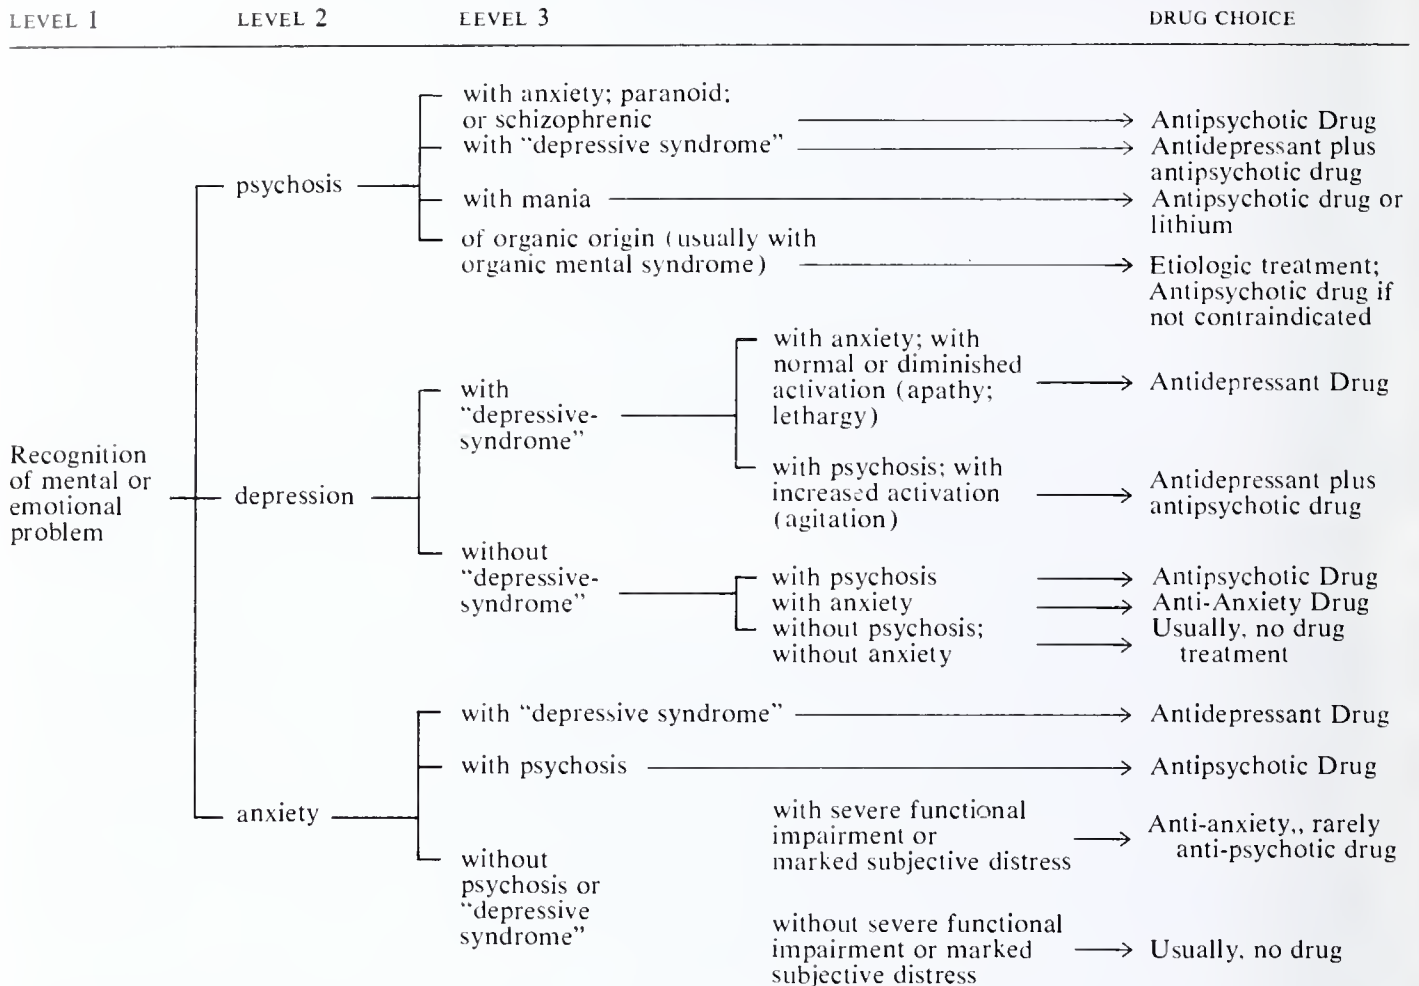 LEVEL 1 LEVEL 2 LEVEL 3 DRUG CHOICE
with anxiety; paranoid;
or schizophrenic
Antipsychotic Drug
with “depressive syndrome”
Antidepressant plus
antipsychotic drug
psychosis
with mania
Antipsychotic drug or
lithium
of organic origin (usually with
organic mental syndrome)
Etiologic treatment;
Antipsychotic drug if
not contraindicated
with anxiety; with
normal or diminished
activation (apathy;
lethargy)
Antidepressant Drug
with
“depressive-
syndrome”
Recognition
of mental or
emotional
problem
depression
with psychosis; with
increased activation
(agitation)
Antidepressant plus
antipsychotic drug
without
“depressive-
syndrome”
with psychosis
Antipsychotic Drug
with anxiety
Anti-Anxiety Drug
without psychosis;
without anxiety
Usually, no drug
treatment
with “depressive syndrome”
Antidepressant Drug
with psychosis
Antipsychotic Drug
anxiety
with severe functional
impairment or
marked subjective distress
Anti-anxiety,, rarely
anti-psychotic drug
without
psychosis or
“depressive
syndrome”
without severe functional
impairment or marked
subjective distress
Usually, no drug